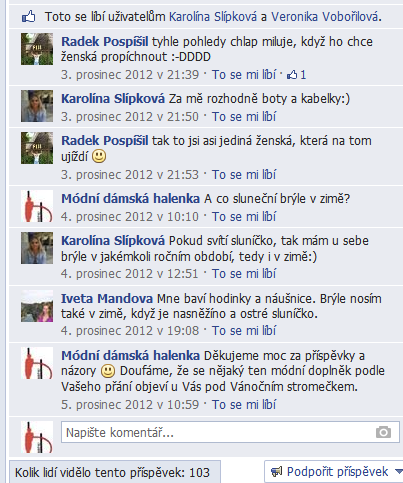 Toto se líbí uživatelům Karolína Slípková a Veronika Vobořilová.
Radek Pospíšil tyhle pohledy chlap miluje, když ho chce
ženská propíchnout :-DDDD
3. prosinec 2012 v 21:39 · To se mi líbí · 1
Karolína Slípková Za mě rozhodně boty a kabelky:)
3. prosinec 2012 v 21:50 · To se mi líbí
Radek Pospíšil tak to jsi asi jediná ženská, která na tom
ujíždí
3. prosinec 2012 v 21:53 · To se mi líbí
Módní dámská halenka A co sluneční brýle v zimě?
4. prosinec 2012 v 10:10 · To se mi líbí
Karolína Slípková Pokud svítí sluníčko, tak mám u sebe
brýle v jakémkoli ročním období, tedy i v zimě:)
4. prosinec 2012 v 12:51 · To se mi líbí
Iveta Mandova Mne baví hodinky a náušnice. Brýle nosím
také v zimě, když je nasněžíno a ostré sluníčko.
4. prosinec 2012 v 19:08 · To se mi líbí
Módní dámská halenka Děkujeme moc za příspěvky a
názory Doufáme, že se nějaký ten módní doplněk podle
Vašeho přání objeví u Vás pod Vánočním stromečkem.
5. prosinec 2012 v 10:59 · To se mi líbí
Napište komentář...
Kolik lidí vidělo tento příspěvek: 103
Podpořit příspěvek